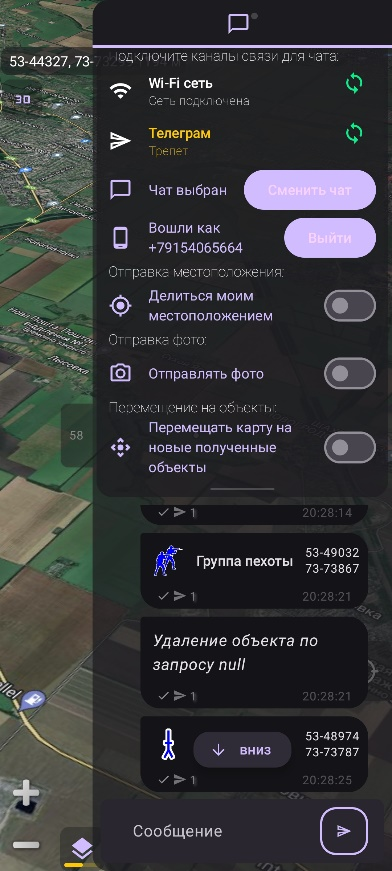 Подключите каналы связи для чата:
53-44327, 73-73
Wi-Fi сеть
Сеть подключена
30
Телеграм
Трепет
Чат выбран
Сменить чат
Вошли как
+79154065664
Выйти
Отправка местоположения:
Делиться моим
местоположением
Отправка фото:
Отправлять фото
Перемещение на объекты:
Перемещать карту на
новые полученные
объекты
58
1
20:28:14
Группа пехоты
53-49032
73-73867
1
20:28:21
Удаление объекта по
запросу null
1
20:28:21
вниз
53-48974
73-73787
1
20:28:25
Сообщение